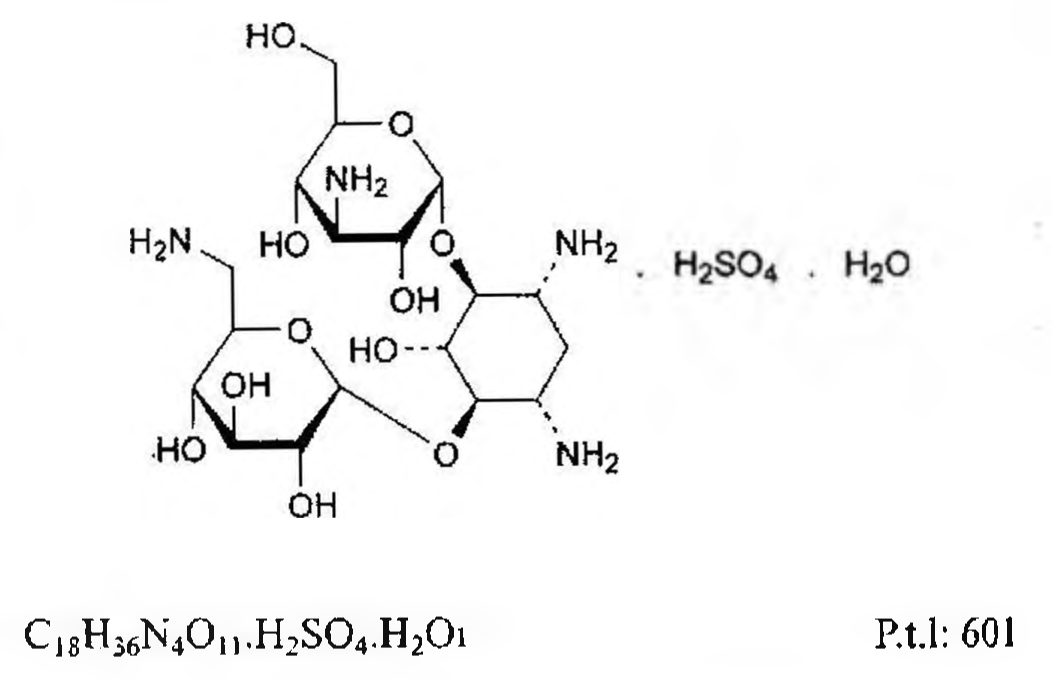 HO
O
NH₂
H₂N
HO
O
NH₂
. H₂SO₄ . H₂O
OH
O
HO
OH
.HO
O
NH₂
OH
C₁₈H₃₆N₄O₁₁.H₂SO₄.H₂O1
P.t.l: 601